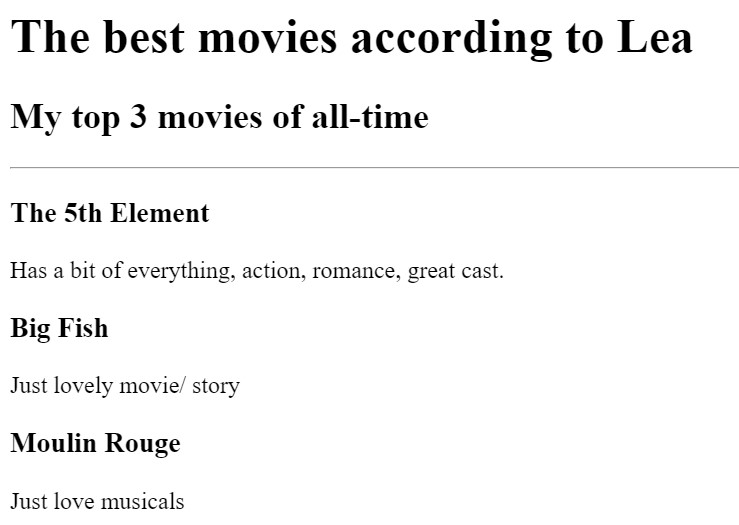 The best movies according to Lea
My top 3 movies of all-time
The 5th Element
Has a bit of everything, action, romance, great cast.
Big Fish
Just lovely movie/ story
Moulin Rouge
Just love musicals